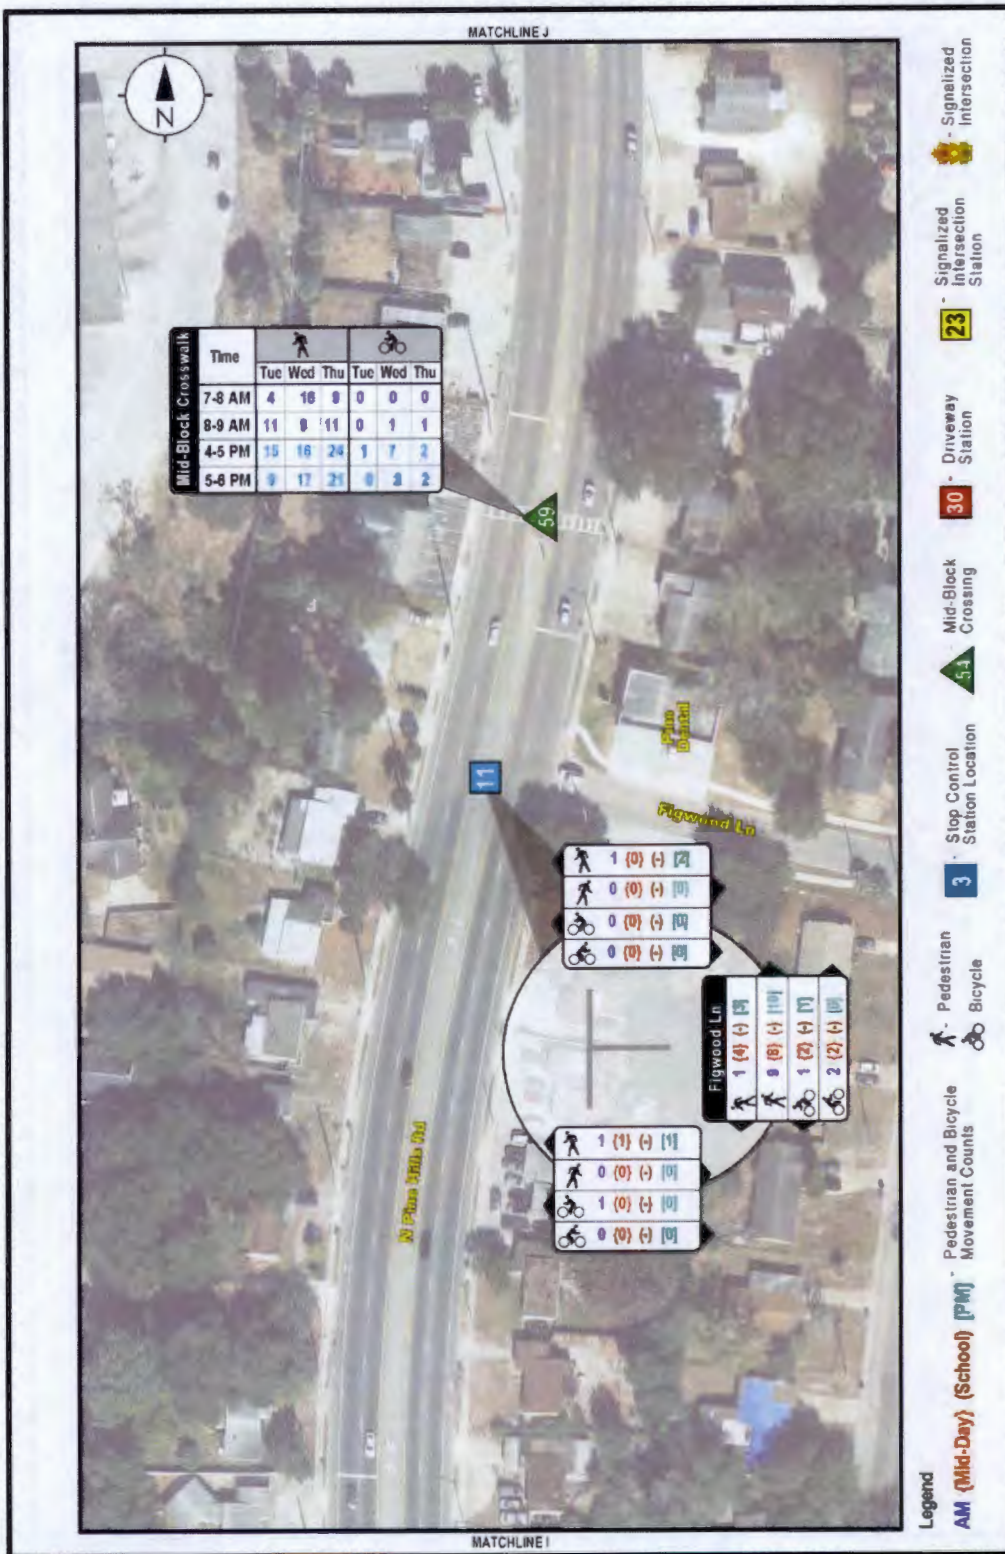 MATCHLINE J
N
Mid-Block Crosswalk
Time
Tue Wed Thu Tue Wed Thu
7-8 AM 4 16 9 0 0 0
8-9 AM 11 11 0 1 1
4-5 PM 15 16 24 1 7 2
5-6 PM 17 21 2
59
11
Pine
Dental
Figwood Ln
N Pine Hills Rd
1 {0} (-) [2]
0 {0} (-) [0]
0 {0} (-) [0]
0 {0} (-) [0]
Figwood Ln
1 {4} (-) [3]
9 {8} (-) [10]
1 {2} (-) [1]
2 {2} (-) [0]
1 {1} (-) [1]
0 {0} (-) [0]
1 {0} (-) [0]
0 {0} (-) [0]
MATCHLINE I
Legend
AM {Mid-Day} (School) [PM] - Pedestrian and Bicycle
Movement Counts
- Pedestrian
- Bicycle
3 - Stop Control
Station Location
54 - Mid-Block
Crossing
30 - Driveway
Station
23 - Signalized
Intersection
Station
- Signalized
Intersection